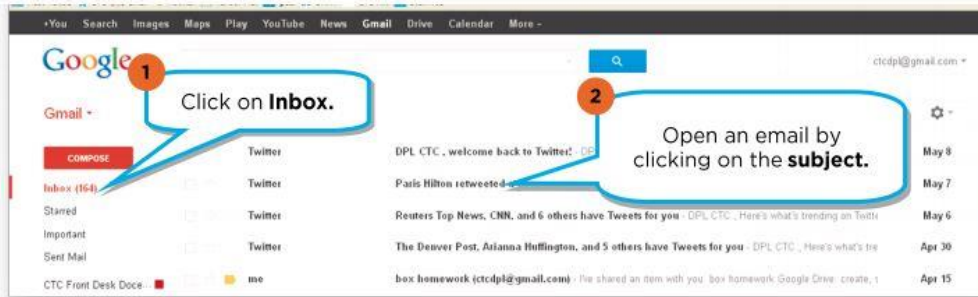 +You Search Images Maps Play YouTube News Gmail Drive Calendar More
Google
ctcdpl@gmail.com
1
Click on Inbox.
2
Open an email by
clicking on the subject.
Gmail
COMPOSE
Twitter DPL CTC , welcome back to Twitter! May 8
Inbox (164) Twitter Paris Hilton retweeted May 7
Starred
Twitter Reuters Top News, CNN, and 6 others have Tweets for you - DPL CTC , Here's what's trending on May 6
Important
Twitter The Denver Post, Arianna Huffington, and 5 others have Tweets for you - DPL CTC , Here's what's Apr 30
Sent Mail
CTC Front Desk Doce me box homework (ctcdpl@gmail.com) - I've shared an item with you box homework Google Drive: create, Apr 15